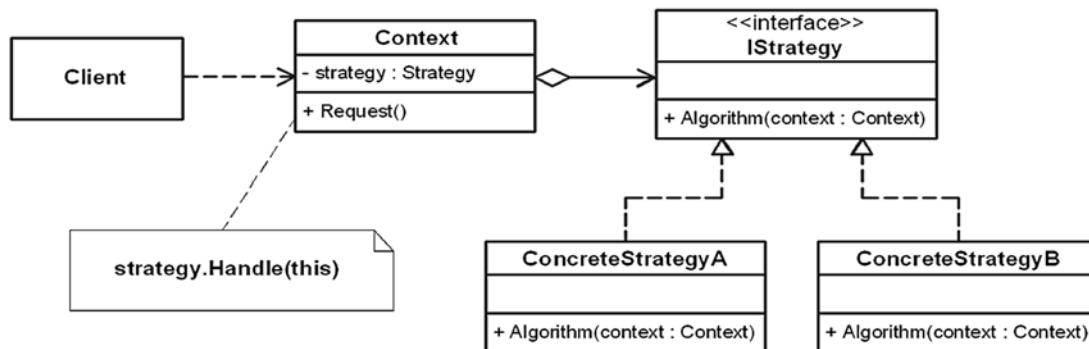 Client
Context
- strategy : Strategy
+ Request()
<<interface>>
IStrategy
+ Algorithm(context : Context)
strategy.Handle(this)
ConcreteStrategyA
+ Algorithm(context : Context)
ConcreteStrategyB
+ Algorithm(context : Context)